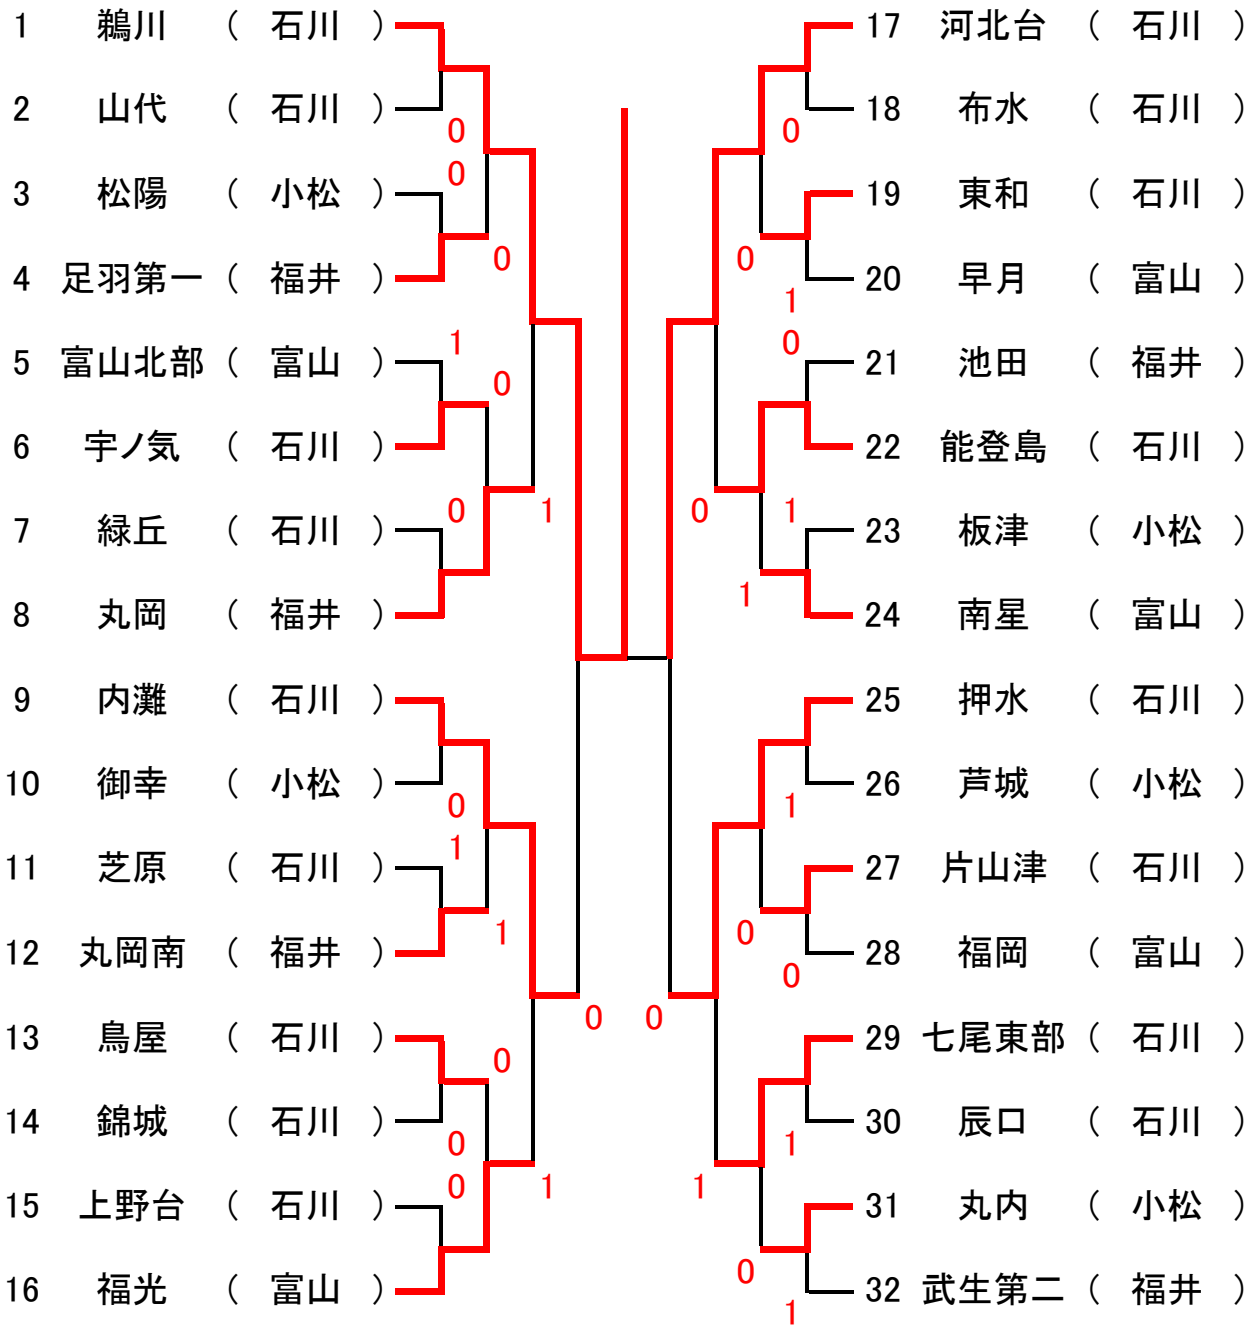 1 鵜川 ( 石川 ) 17 河北台 ( 石川 )
2 山代 ( 石川 ) 0 0 18 布水 ( 石川 )
0
3 松陽 ( 小松 ) 19 東和 ( 石川 )
0 0
4 足羽第一 ( 福井 ) 1 20 早月 ( 富山 )
1 0
5 富山北部 ( 富山 ) 0 21 池田 ( 福井 )
6 宇ノ気 ( 石川 ) 22 能登島 ( 石川 )
0 1 0 1
7 緑丘 ( 石川 ) 23 板津 ( 小松 )
1
8 丸岡 ( 福井 ) 24 南星 ( 富山 )
9 内灘 ( 石川 ) 25 押水 ( 石川 )
10 御幸 ( 小松 ) 0 1 26 芦城 ( 小松 )
1
11 芝原 ( 石川 ) 27 片山津 ( 石川 )
1 0
12 丸岡南 ( 福井 ) 0 28 福岡 ( 富山 )
0 0
13 鳥屋 ( 石川 ) 0 29 七尾東部 ( 石川 )
14 錦城 ( 石川 ) 0 1 30 辰口 ( 石川 )
0 1 1
15 上野台 ( 石川 ) 31 丸内 ( 小松 )
0
16 福光 ( 富山 ) 1 32 武生第二 ( 福井 )